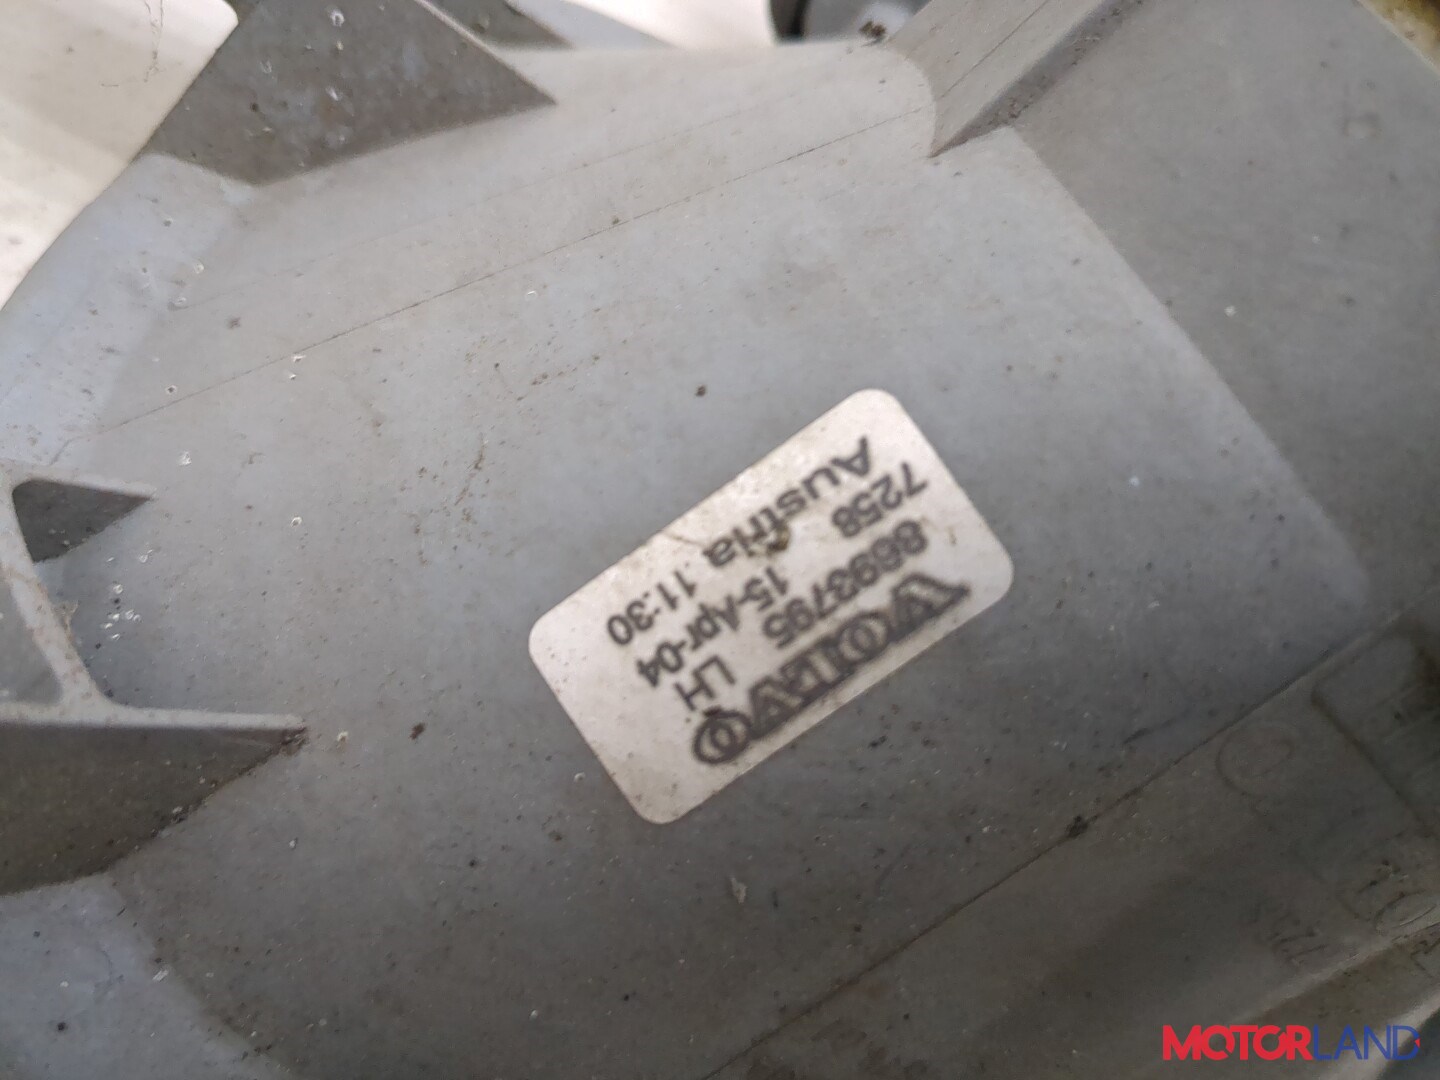 VOLVO
8693795 LH
7258 15-Apr-04
Austria 11:30
MOTORLAND